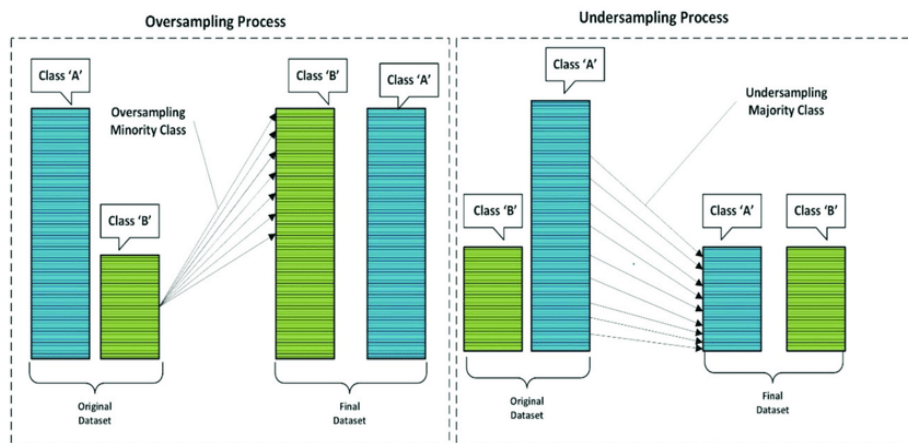 Oversampling Process
Class 'A'
Class 'B'
Oversampling
Minority Class
Class 'B'
Class 'A'
Original
Dataset
Final
Dataset
Undersampling Process
Class 'A'
Class 'B'
Undersampling
Majority Class
Class 'A'
Class 'B'
Original
Dataset
Final
Dataset